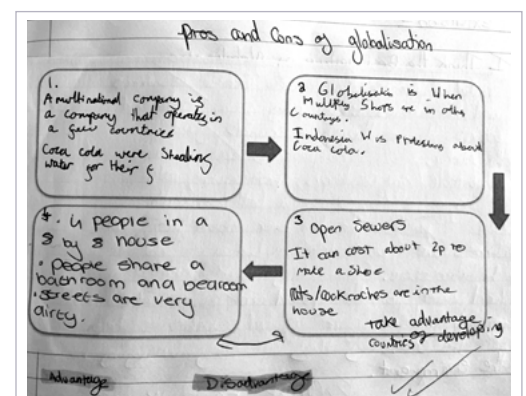 pros and cons of globalisation
1.
A multinational company is
a company that operates in
a few countries
Coca cola were Stealing
water for their
2 Globalisation is When
Multiple Shops are in other
Countrys.
Indonesia Was Protesting about
Coca cola.
3 open sewers
It can cost about 2p to
make a Shoe
Rats/Cockroches are in the
house
take advantage
of developing
countries
4. 4 people in a
8 by 8 house
• people share a
bathroom and bedroom
• Streets are very
dirty.
Advantage Disadvantage